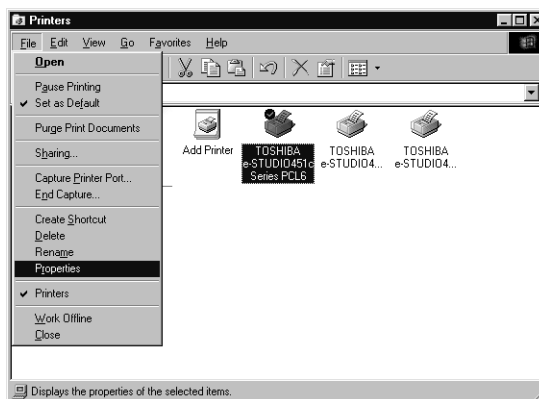 Printers
File Edit View Go Favorites Help
Open
Pause Printing
Set as Default
Purge Print Documents
Sharing...
Capture Printer Port...
End Capture...
Create Shortcut
Delete
Rename
Properties
Printers
Work Offline
Close
Add Printer
TOSHIBA
e-STUDIO451c
Series PCL6
TOSHIBA
e-STUDIO4...
TOSHIBA
e-STUDIO4...
Displays the properties of the selected items.